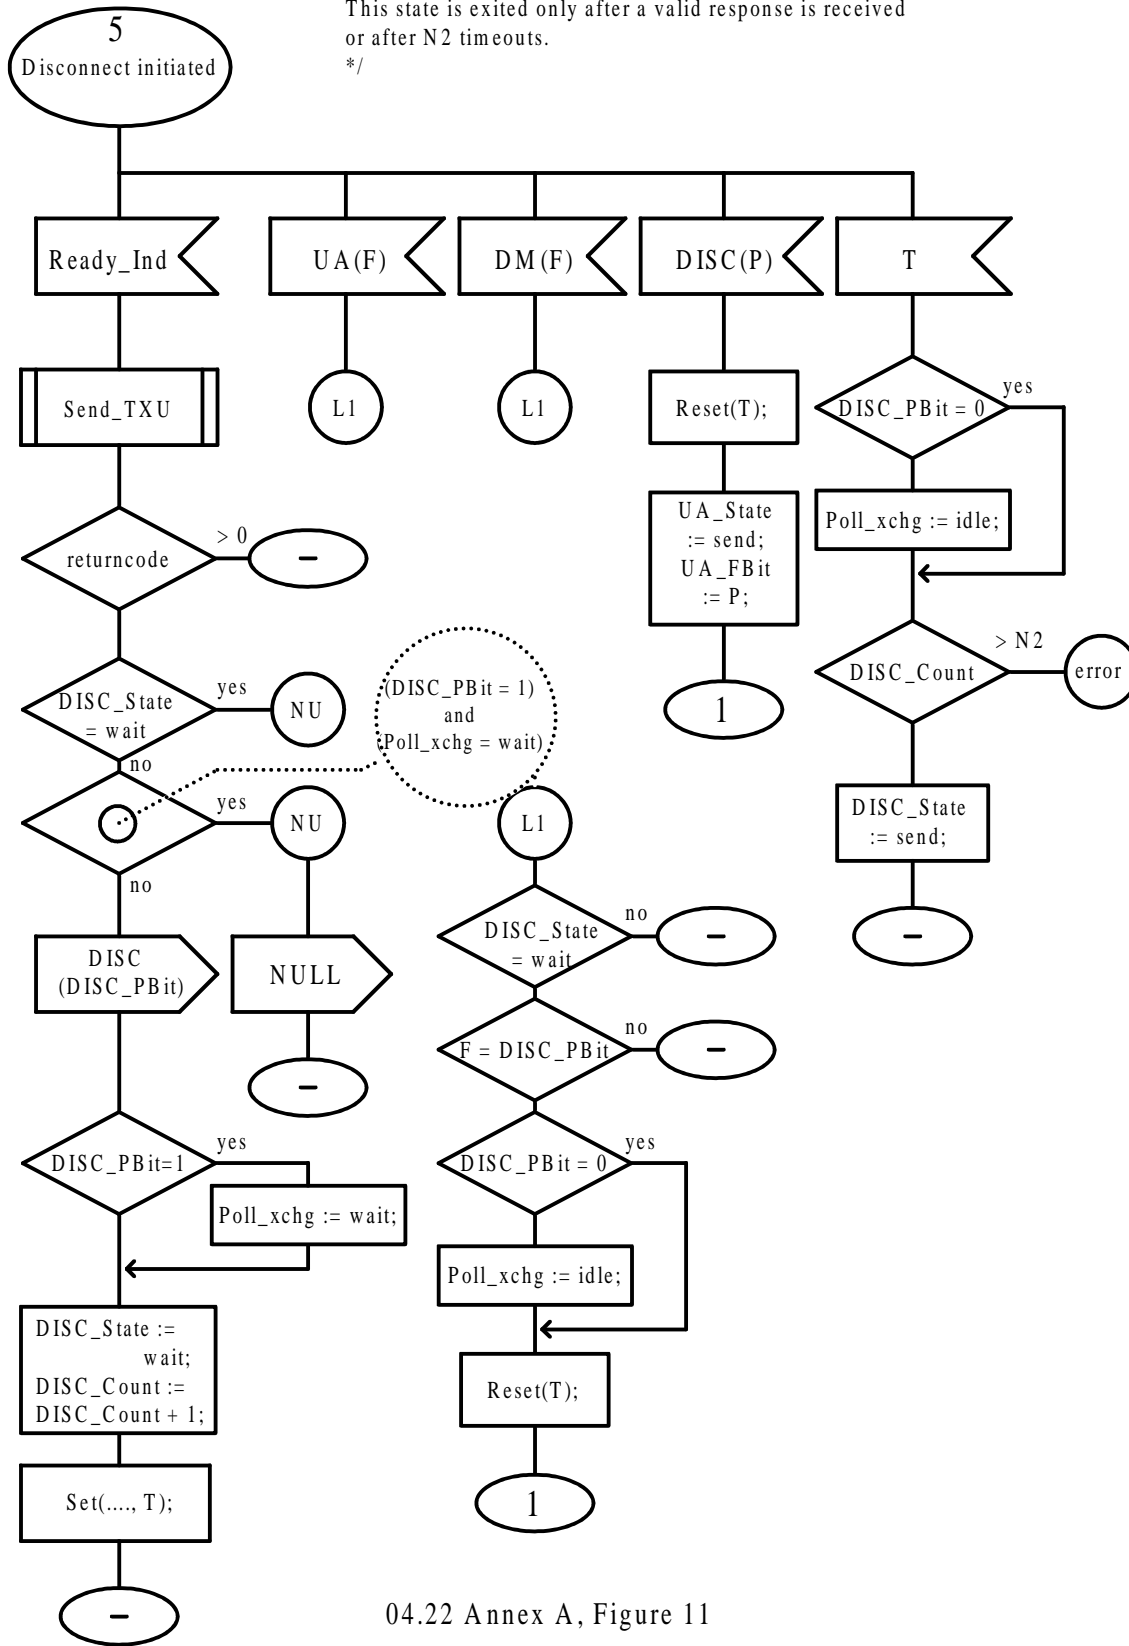 This state is exited only after a valid response is received
or after N2 timeouts.
*/
5
Disconnect initiated
Ready_Ind
UA(F)
DM(F)
DISC(P)
T
Send_TXU
L1
L1
Reset(T);
DISC_PBit = 0
yes
UA_State
:= send;
UA_FBit
:= P;
Poll_xchg := idle;
returncode
> 0
–
DISC_State
= wait
yes
NU
no
(DISC_PBit = 1)
and
(Poll_xchg = wait)
1
DISC_Count
> N2
error
yes
NU
no
L1
DISC_State
:= send;
–
DISC
(DISC_PBit)
NULL
–
DISC_State
= wait
no
–
F = DISC_PBit
no
–
DISC_PBit=1
yes
Poll_xchg := wait;
DISC_PBit = 0
yes
Poll_xchg := idle;
DISC_State :=
wait;
DISC_Count :=
DISC_Count + 1;
Reset(T);
Set(...., T);
1
–
04.22 Annex A, Figure 11